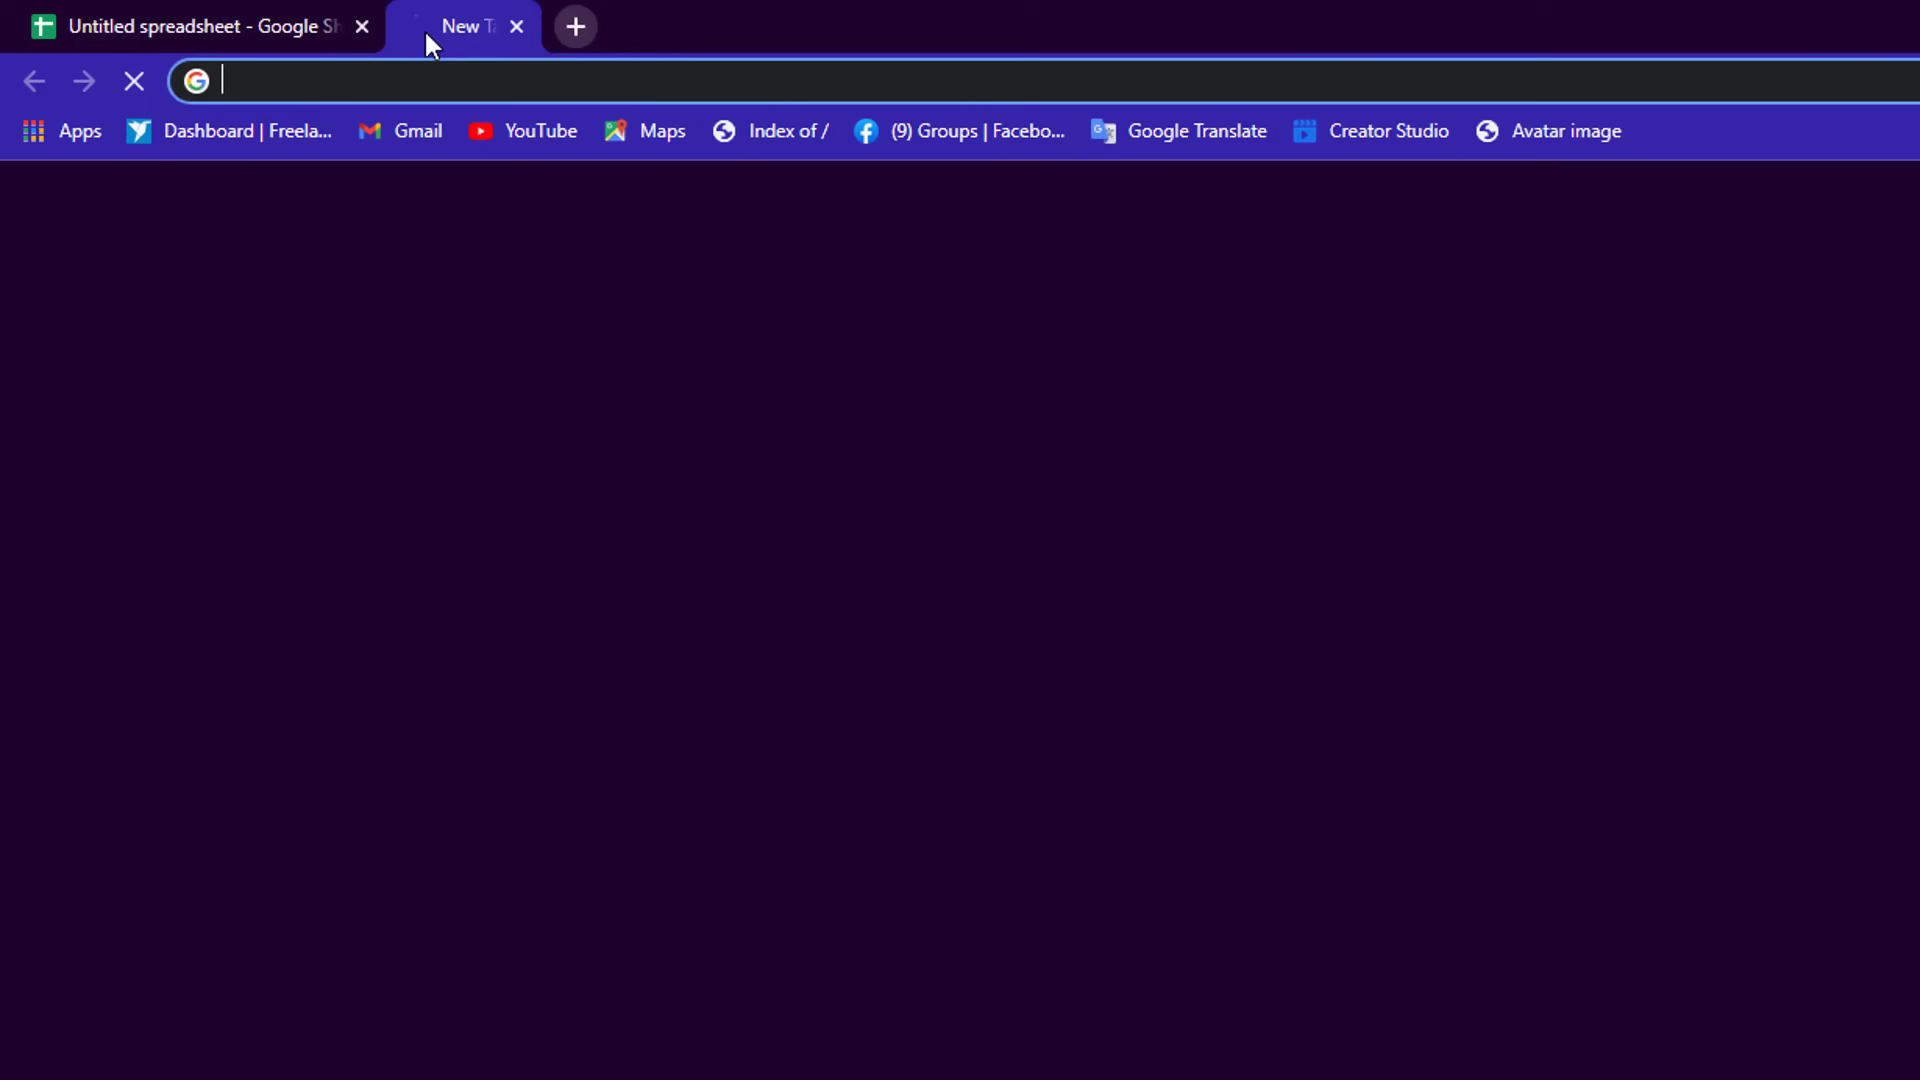 Untitled spreadsheet - Google Sh
New Ta
Apps
Dashboard | Freela...
Gmail
YouTube
Maps
Index of /
(9) Groups | Facebo...
Google Translate
Creator Studio
Avatar image